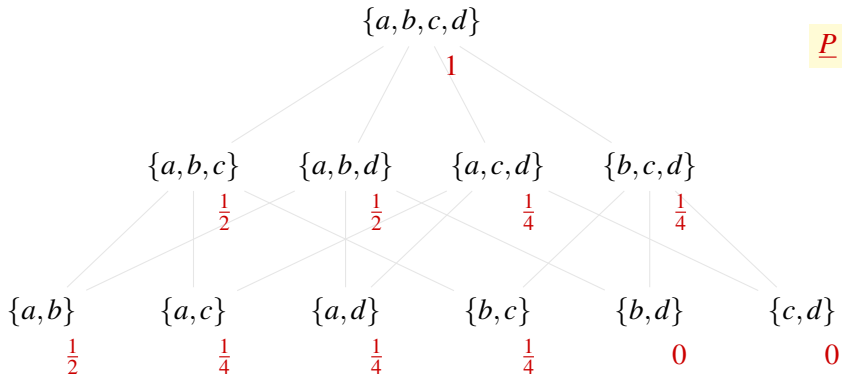 {a,b,c,d}
P
1
{a,b,c} {a,b,d} {a,c,d} {b,c,d}
1/2 1/2 1/4 1/4
{a,b} {a,c} {a,d} {b,c} {b,d} {c,d}
1/2 1/4 1/4 1/4 0 0